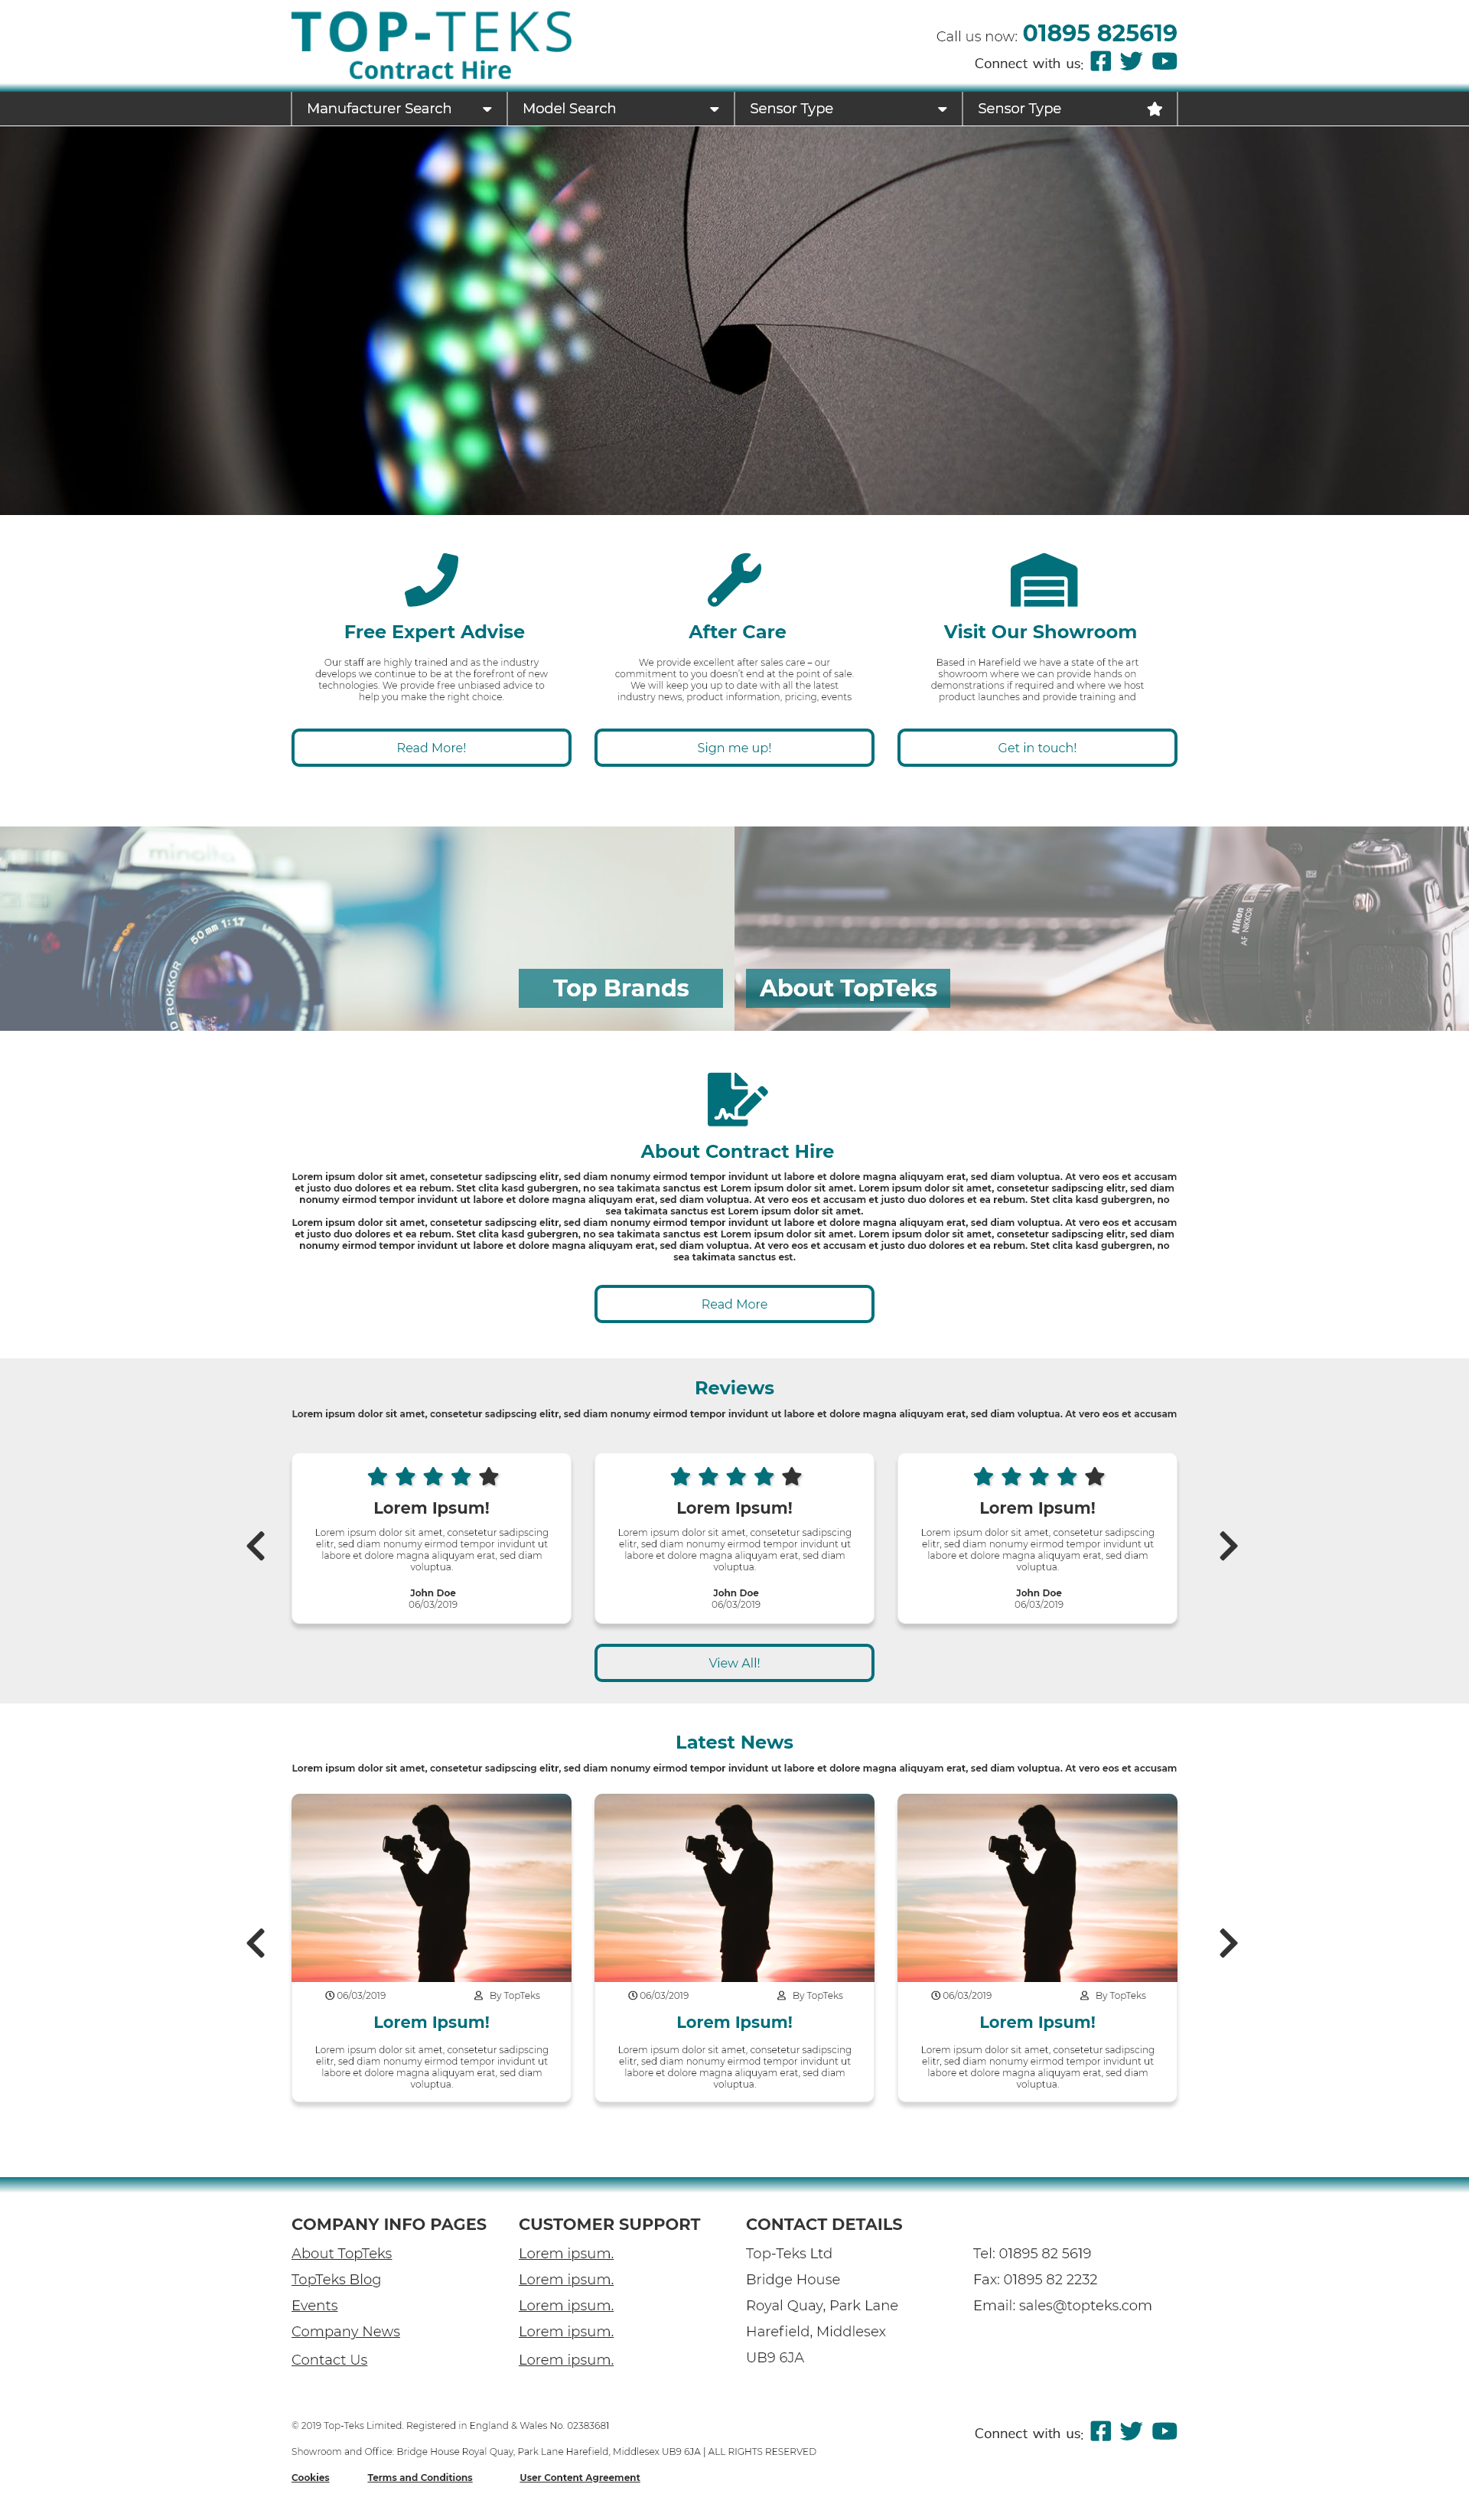 TOP-TEKS
Contract Hire
Call us now: 01895 825619
Connect with us:
Manufacturer Search
Model Search
Sensor Type
Sensor Type
Free Expert Advise
Our staff are highly trained and as the industry
develops we continue to be at the forefront of new
technologies. We provide free unbiased advice to
help you make the right choice.
Read More!
After Care
We provide excellent after sales care – our
commitment to you doesn't end at the point of sale.
We will keep you up to date with all the latest
industry news, product information, pricing, events
Sign me up!
Visit Our Showroom
Based in Harefield we have a state of the art
showroom where we can provide hands on
demonstrations if required and where we host
product launches and provide training and
Get in touch!
minolta
50mm 1:1.7
ROKKOR
Top Brands
Nikon
AF NIKKOR
About TopTeks
About Contract Hire
Lorem ipsum dolor sit amet, consetetur sadipscing elitr, sed diam nonumy eirmod tempor invidunt ut labore et dolore magna aliquyam erat, sed diam voluptua. At vero eos et accusam
et justo duo dolores et ea rebum. Stet clita kasd gubergren, no sea takimata sanctus est Lorem ipsum dolor sit amet. Lorem ipsum dolor sit amet, consetetur sadipscing elitr, sed diam
nonumy eirmod tempor invidunt ut labore et dolore magna aliquyam erat, sed diam voluptua. At vero eos et accusam et justo duo dolores et ea rebum. Stet clita kasd gubergren, no
sea takimata sanctus est Lorem ipsum dolor sit amet.
Lorem ipsum dolor sit amet, consetetur sadipscing elitr, sed diam nonumy eirmod tempor invidunt ut labore et dolore magna aliquyam erat, sed diam voluptua. At vero eos et accusam
et justo duo dolores et ea rebum. Stet clita kasd gubergren, no sea takimata sanctus est Lorem ipsum dolor sit amet. Lorem ipsum dolor sit amet, consetetur sadipscing elitr, sed diam
nonumy eirmod tempor invidunt ut labore et dolore magna aliquyam erat, sed diam voluptua. At vero eos et accusam et justo duo dolores et ea rebum. Stet clita kasd gubergren, no
sea takimata sanctus est.
Read More
Reviews
Lorem ipsum dolor sit amet, consetetur sadipscing elitr, sed diam nonumy eirmod tempor invidunt ut labore et dolore magna aliquyam erat, sed diam voluptua. At vero eos et accusam
Lorem Ipsum!
Lorem ipsum dolor sit amet, consetetur sadipscing
elitr, sed diam nonumy eirmod tempor invidunt ut
labore et dolore magna aliquyam erat, sed diam
voluptua.
John Doe
06/03/2019
Lorem Ipsum!
Lorem ipsum dolor sit amet, consetetur sadipscing
elitr, sed diam nonumy eirmod tempor invidunt ut
labore et dolore magna aliquyam erat, sed diam
voluptua.
John Doe
06/03/2019
Lorem Ipsum!
Lorem ipsum dolor sit amet, consetetur sadipscing
elitr, sed diam nonumy eirmod tempor invidunt ut
labore et dolore magna aliquyam erat, sed diam
voluptua.
John Doe
06/03/2019
View All!
Latest News
Lorem ipsum dolor sit amet, consetetur sadipscing elitr, sed diam nonumy eirmod tempor invidunt ut labore et dolore magna aliquyam erat, sed diam voluptua. At vero eos et accusam
06/03/2019 By TopTeks
Lorem Ipsum!
Lorem ipsum dolor sit amet, consetetur sadipscing
elitr, sed diam nonumy eirmod tempor invidunt ut
labore et dolore magna aliquyam erat, sed diam
voluptua.
06/03/2019 By TopTeks
Lorem Ipsum!
Lorem ipsum dolor sit amet, consetetur sadipscing
elitr, sed diam nonumy eirmod tempor invidunt ut
labore et dolore magna aliquyam erat, sed diam
voluptua.
06/03/2019 By TopTeks
Lorem Ipsum!
Lorem ipsum dolor sit amet, consetetur sadipscing
elitr, sed diam nonumy eirmod tempor invidunt ut
labore et dolore magna aliquyam erat, sed diam
voluptua.
COMPANY INFO PAGES
About TopTeks
TopTeks Blog
Events
Company News
Contact Us
CUSTOMER SUPPORT
Lorem ipsum.
Lorem ipsum.
Lorem ipsum.
Lorem ipsum.
Lorem ipsum.
CONTACT DETAILS
Top-Teks Ltd
Bridge House
Royal Quay, Park Lane
Harefield, Middlesex
UB9 6JA
Tel: 01895 82 5619
Fax: 01895 82 2232
Email: sales@topteks.com
© 2019 Top-Teks Limited. Registered in England & Wales No. 02383681
Connect with us:
Showroom and Office: Bridge House Royal Quay, Park Lane Harefield, Middlesex UB9 6JA | ALL RIGHTS RESERVED
Cookies
Terms and Conditions
User Content Agreement